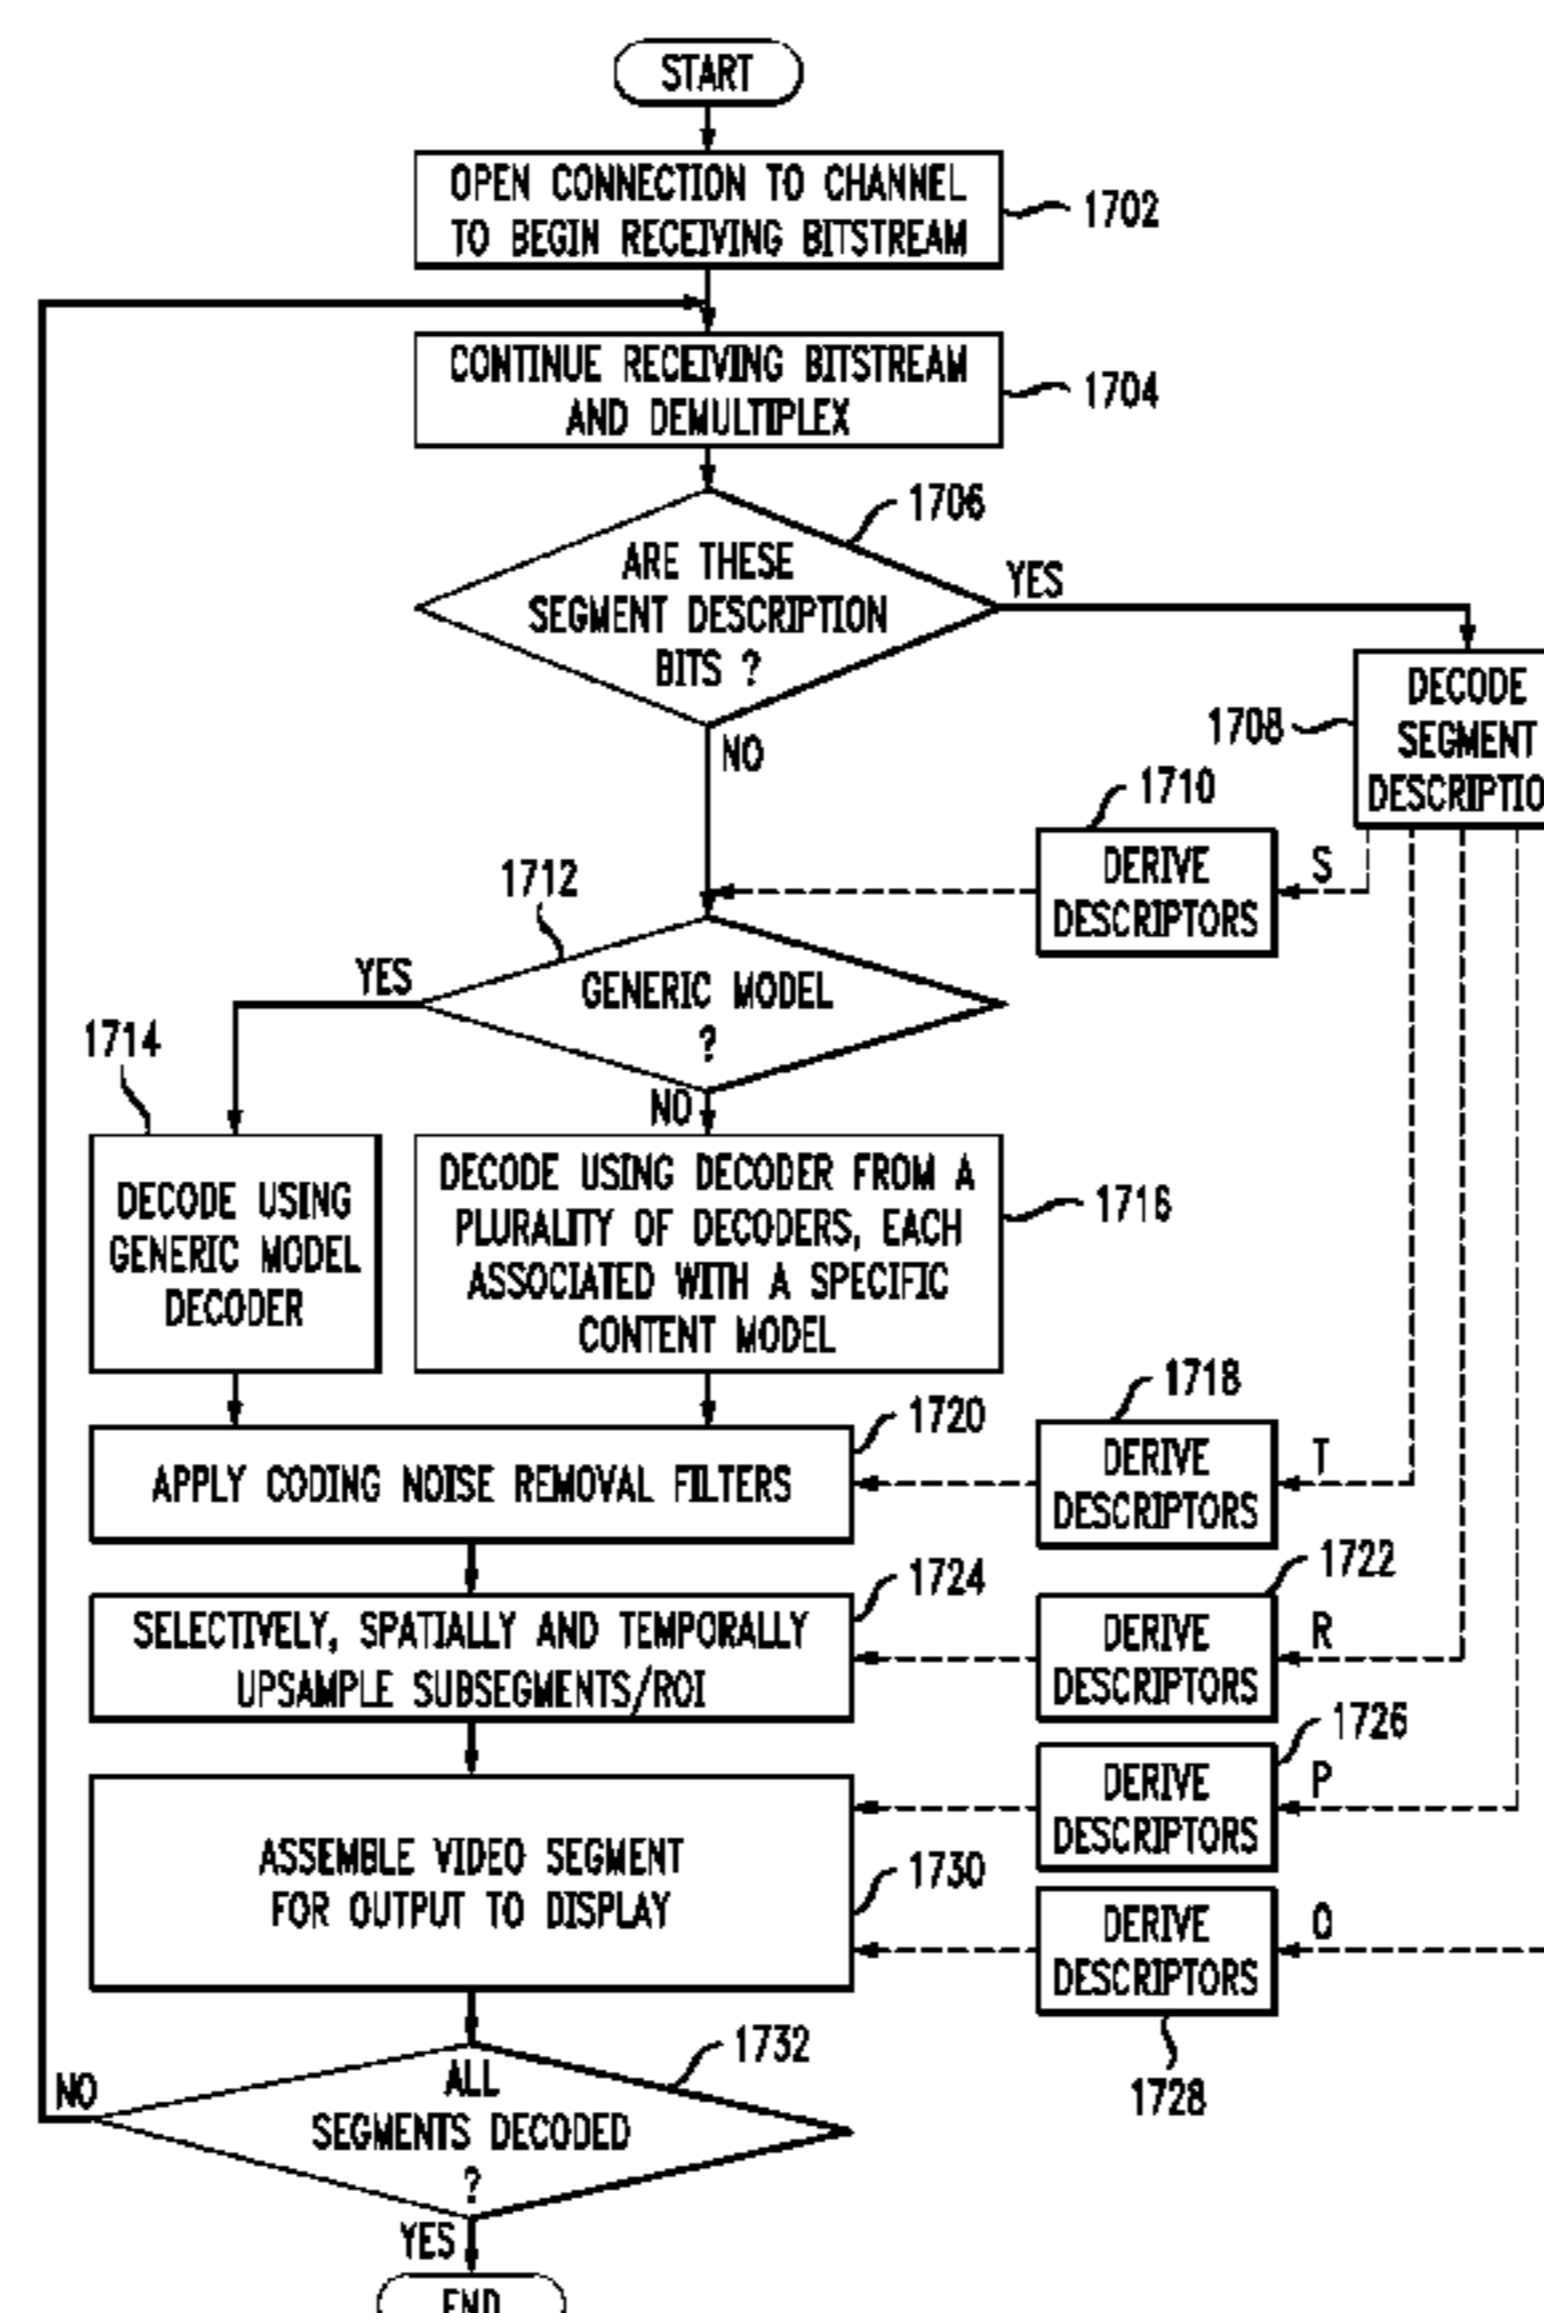 START
OPEN CONNECTION TO CHANNEL
TO BEGIN RECEIVING BITSTREAM
1702
CONTINUE RECEIVING BITSTREAM
AND DEMULTIPLEX
1704
1706
ARE THESE
SEGMENT DESCRIPTION
BITS ?
YES
NO
DECODE
SEGMENT
DESCRIPTIO
1708
1710
DERIVE
DESCRIPTORS
S
1712
GENERIC MODEL
?
YES
NO
1714
DECODE USING
GENERIC MODEL
DECODER
DECODE USING DECODER FROM A
PLURALITY OF DECODERS, EACH
ASSOCIATED WITH A SPECIFIC
CONTENT MODEL
1716
1718
DERIVE
DESCRIPTORS
T
1720
APPLY CODING NOISE REMOVAL FILTERS
1722
DERIVE
DESCRIPTORS
R
1724
SELECTIVELY, SPATIALLY AND TEMPORALLY
UPSAMPLE SUBSEGMENTS/ROI
1726
DERIVE
DESCRIPTORS
P
ASSEMBLE VIDEO SEGMENT
FOR OUTPUT TO DISPLAY
1730
DERIVE
DESCRIPTORS
O
1728
1732
ALL
SEGMENTS DECODED
?
NO
YES
END